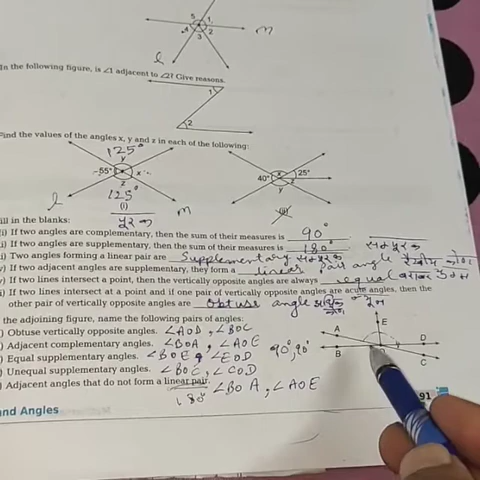 5 1
4 2
3
l m
In the following figure, is ∠1 adjacent to ∠2? Give reasons.
1
2
Find the values of the angles x, y and z in each of the following:
125°
y
55° x
z
125°
(i)
पूरक
l m
40° x 25°
y z
(ii)
ill in the blanks:
(i) If two angles are complementary, then the sum of their measures is 90°
i) If two angles are supplementary, then the sum of their measures is 180° सम्पूरक
i) Two angles forming a linear pair are Supplementary सम्पूरक
) If two adjacent angles are supplementary, they form a linear pair angle
) If two lines intersect at a point, then the vertically opposite angles are always equal
i) If two lines intersect at a point and if one pair of vertically opposite angles are acute angles, then the
other pair of vertically opposite angles are obtuse angle
the adjoining figure, name the following pairs of angles.
) Obtuse vertically opposite angles. ∠AOD, ∠BOC
) Adjacent complementary angles. ∠BOA, ∠AOE
) Equal supplementary angles. ∠BOE, ∠EOD 90°, 90°
) Unequal supplementary angles. ∠BOE, ∠COD
) Adjacent angles that do not form a linear pair. ∠BOA, ∠AOE
180°
A E D
B C
and Angles
91